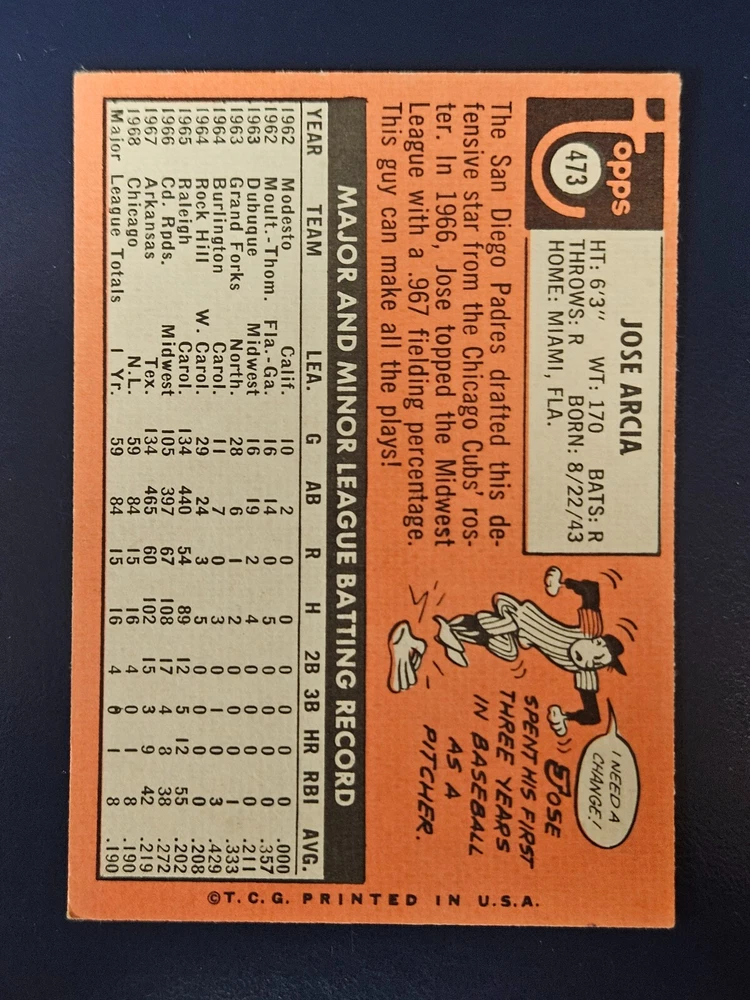 Topps
473
JOSE ARCIA
HT: 6'3" WT: 170 BATS: R
THROWS: R BORN: 8/22/43
HOME: MIAMI, FLA.
The San Diego Padres drafted this de-
fensive star from the Chicago Cubs' ros-
ter. In 1966, Jose topped the Midwest
League with a .967 fielding percentage.
This guy can make all the plays!
I NEED A
CHANGE!
JOSE
SPENT HIS FIRST
THREE YEARS
IN BASEBALL
AS A
PITCHER.
MAJOR AND MINOR LEAGUE BATTING RECORD
YEAR TEAM LEA. G AB R H 2B 3B HR RBI AVG.
1962 Modesto Calif. 10 2 0 0 0 0 0 0 .000
1962 Moult.-Thom. Fla.-Ga. 16 14 0 5 0 0 0 0 .357
1963 Dubuque Midwest 16 19 2 4 0 0 0 0 .211
1963 Grand Forks North. 28 6 1 2 0 0 0 1 .333
1964 Burlington Carol. 11 7 0 3 0 1 0 3 .429
1964 Rock Hill W. Carol. 29 24 3 5 0 0 0 0 .208
1965 Raleigh Carol. 134 440 54 89 12 5 12 55 .202
1966 Cd. Rpds. Midwest 105 397 67 108 17 4 8 38 .272
1967 Arkansas Tex. 134 465 60 102 15 3 9 42 .219
1968 Chicago N.L. 59 84 15 16 4 0 1 8 .190
Major League Totals 1 Yr. 59 84 15 16 4 0 1 8 .190
©T.C.G. PRINTED IN U.S.A.